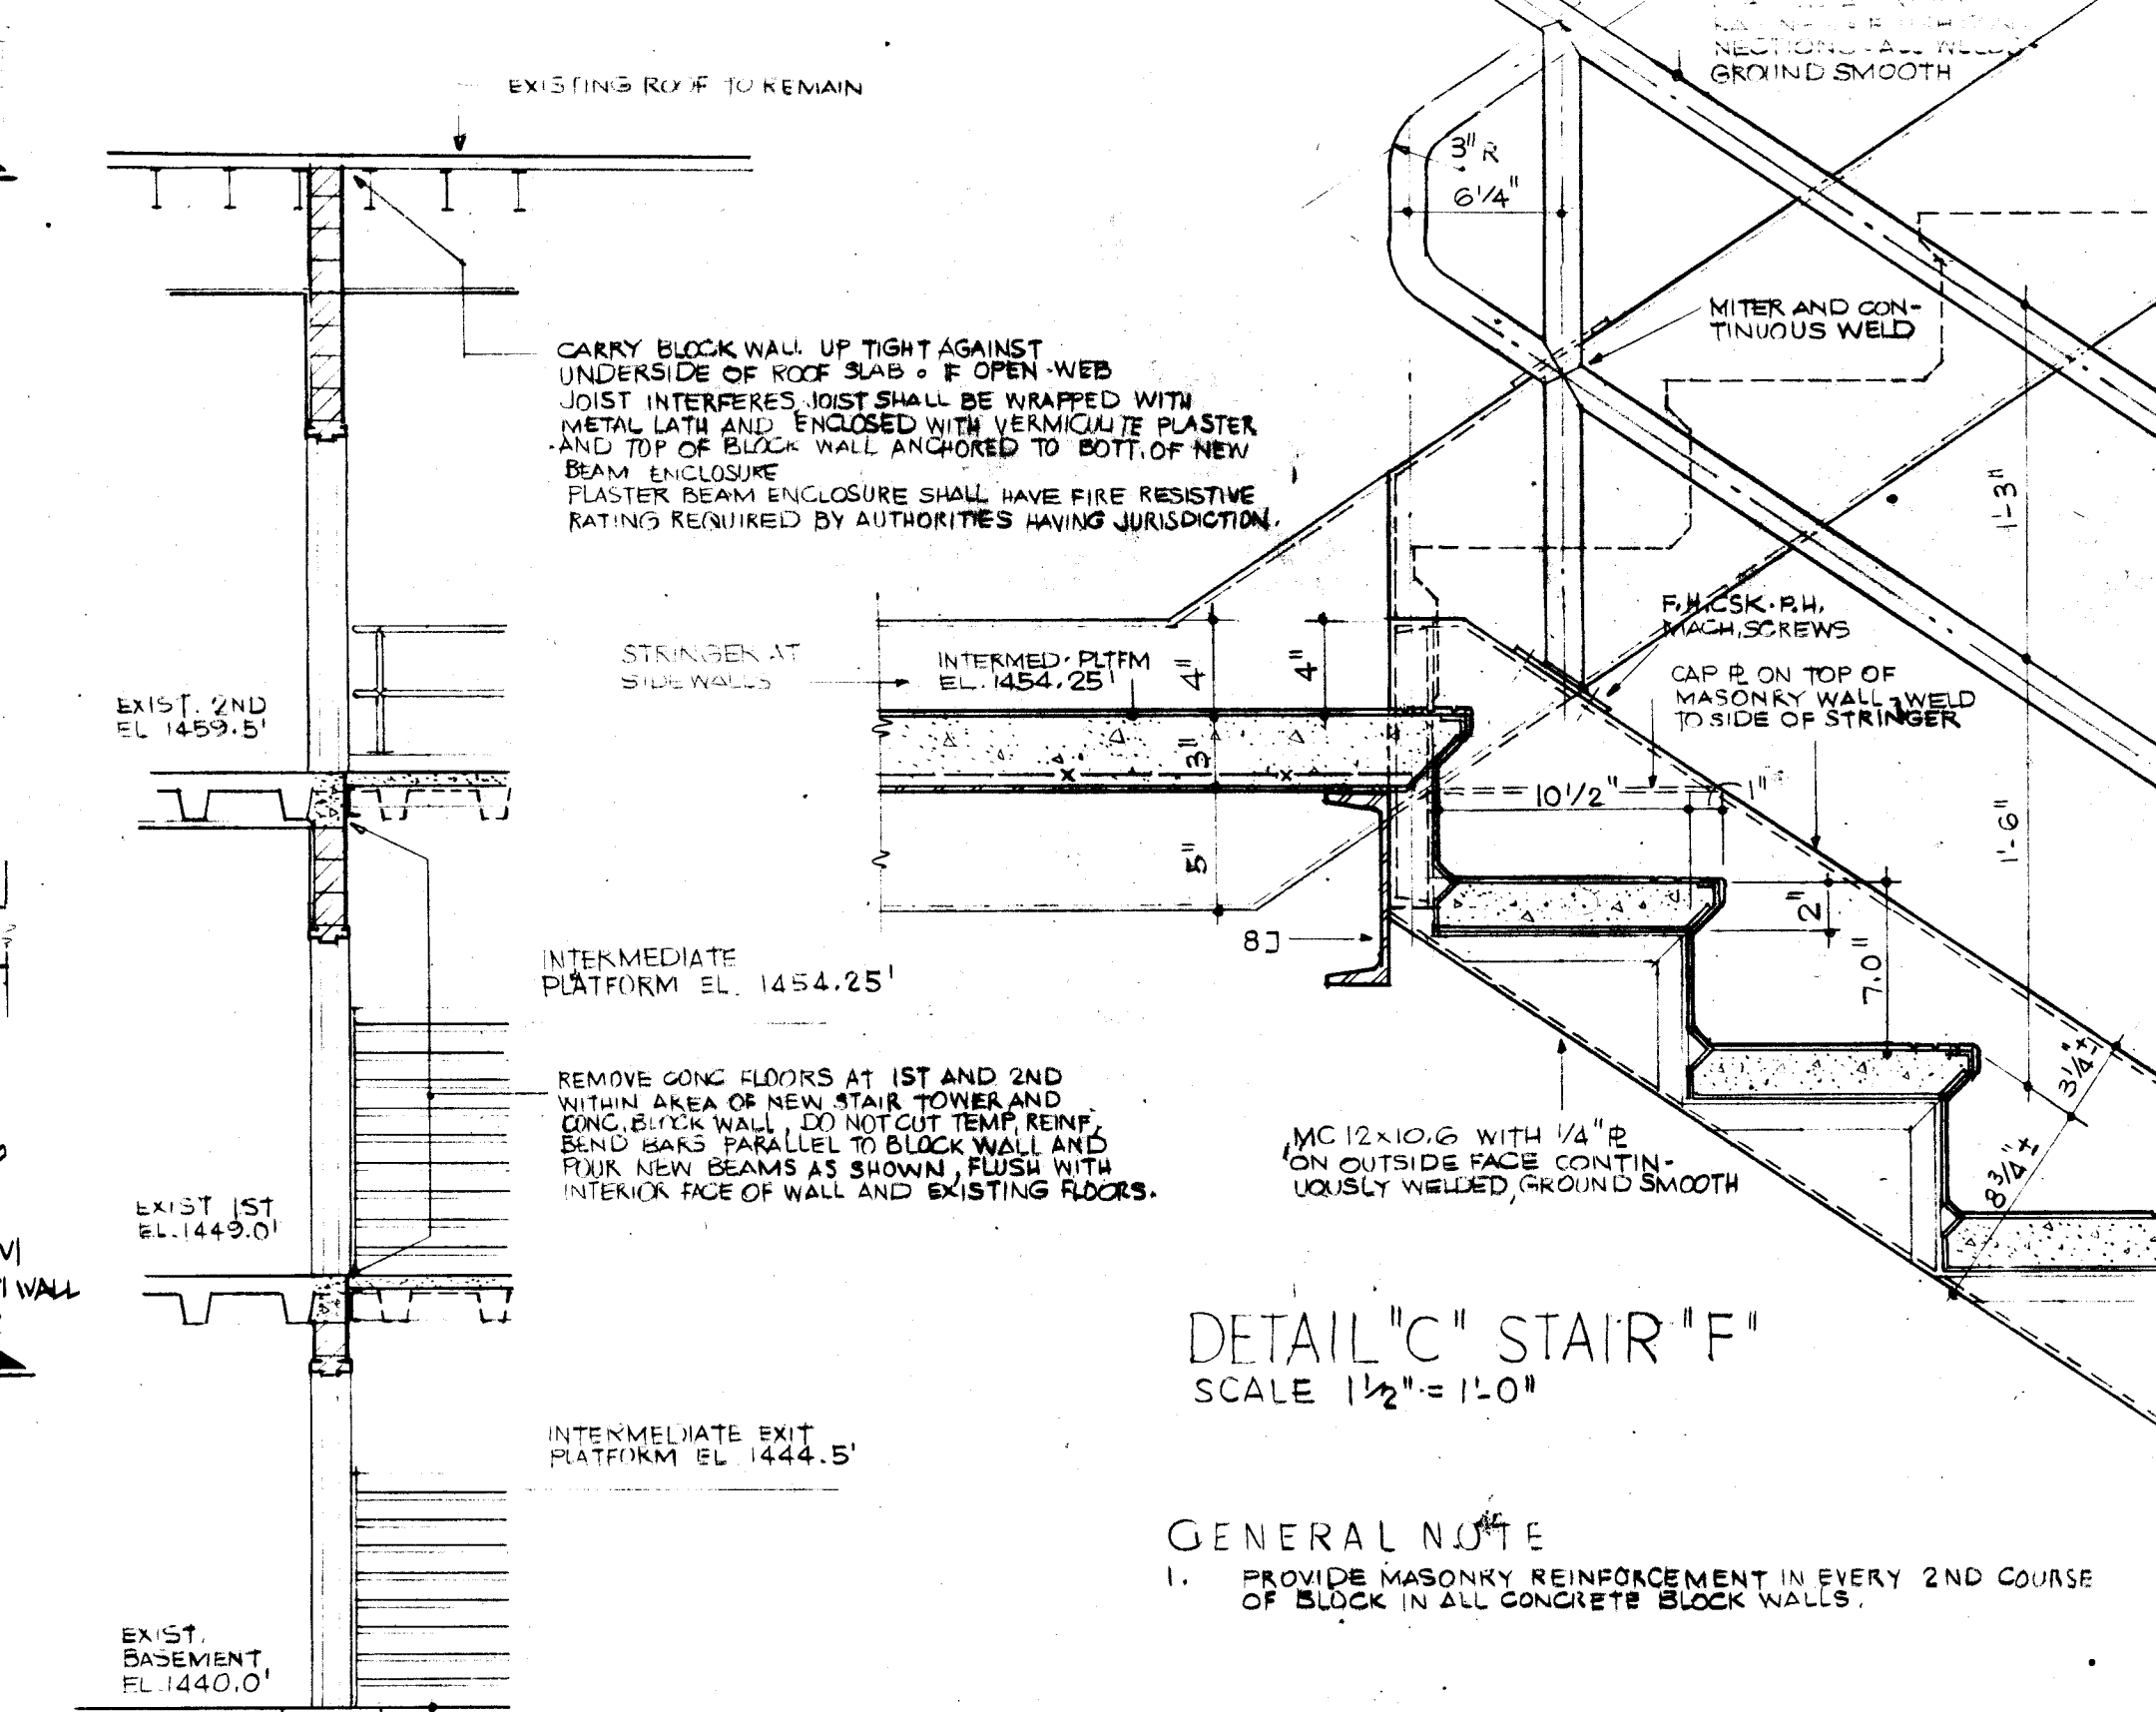 EXISTING ROOF TO REMAIN
CARRY BLOCK WALL UP TIGHT AGAINST
UNDERSIDE OF ROOF SLAB. IF OPEN-WEB
JOIST INTERFERES, JOIST SHALL BE WRAPPED WITH
METAL LATH AND ENCLOSED WITH VERMICULITE PLASTER
AND TOP OF BLOCK WALL ANCHORED TO BOTT. OF NEW
BEAM ENCLOSURE
PLASTER BEAM ENCLOSURE SHALL HAVE FIRE RESISTIVE
RATING REQUIRED BY AUTHORITIES HAVING JURISDICTION.
EXIST. 2ND
EL 1459.5'
INTERMEDIATE
PLATFORM EL. 1454.25'
REMOVE CONC FLOORS AT 1ST AND 2ND
WITHIN AREA OF NEW STAIR TOWER AND
CONC. BLOCK WALL, DO NOT CUT TEMP. REINF.
BEND BARS PARALLEL TO BLOCK WALL AND
POUR NEW BEAMS AS SHOWN, FLUSH WITH
INTERIOR FACE OF WALL AND EXISTING FLOORS.
EXIST 1ST
EL. 1449.0'
WALL
INTERMEDIATE EXIT
PLATFORM EL 1444.5'
EXIST.
BASEMENT
EL. 1440.0'
NECTIONS - ALL WELDS
GROUND SMOOTH
3" R
6 1/4"
MITER AND CON-
TINUOUS WELD
1'-3"
F.H. CSK. P.H.
MACH. SCREWS
CAP ℄ ON TOP OF
MASONRY WALL, WELD
TO SIDE OF STRINGER
STRINGER AT
SIDE WALLS
INTERMED. PLTFM
EL. 1454.25'
4"
4"
3"
5"
10 1/2"
1"
1'-6"
2"
7.0"
8⊐
3 1/4" ±
8 3/4" ±
MC 12×10.6 WITH 1/4" ℄
ON OUTSIDE FACE CONTIN-
UOUSLY WELDED, GROUND SMOOTH
DETAIL "C" STAIR "F"
SCALE 1 1/2" = 1'-0"
GENERAL NOTE
1. PROVIDE MASONRY REINFORCEMENT IN EVERY 2ND COURSE
OF BLOCK IN ALL CONCRETE BLOCK WALLS.